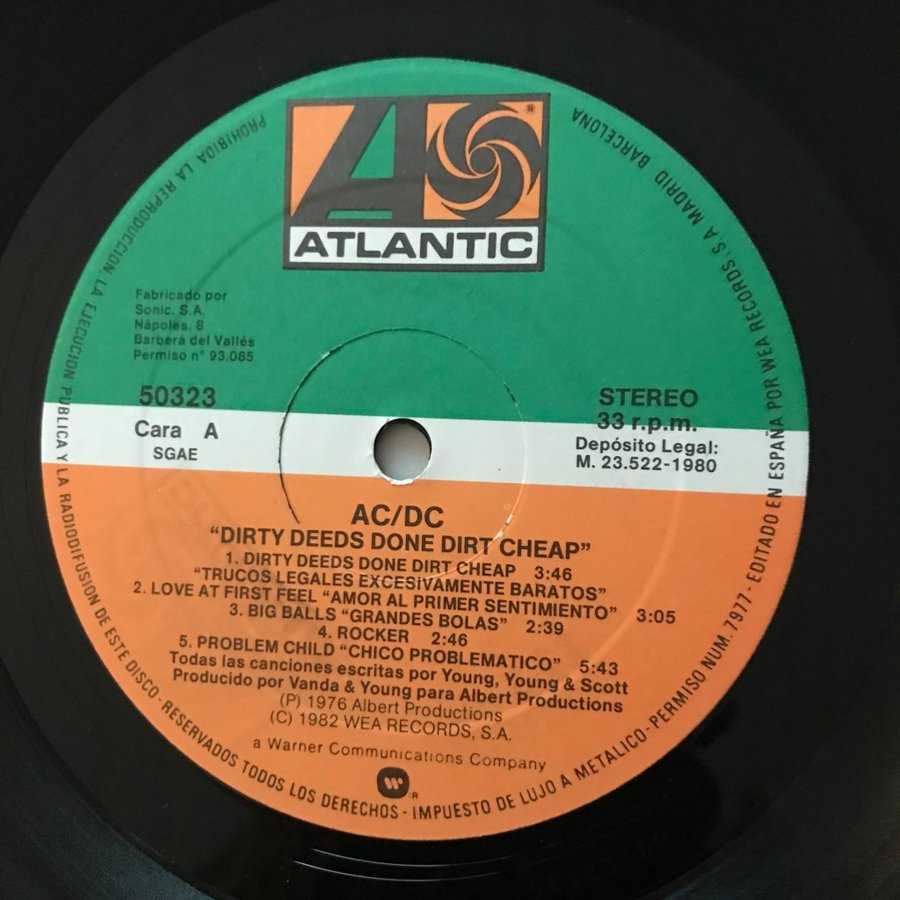 ATLANTIC
®
Fabricado por
Sonic, S.A.
Nápoles, 8
Barberá del Vallés
Permiso n° 93.085
50323
Cara A
SGAE
STEREO
33 r.p.m.
Depósito Legal:
M. 23.522-1980
AC/DC
“DIRTY DEEDS DONE DIRT CHEAP”
1. DIRTY DEEDS DONE DIRT CHEAP 3:46
“TRUCOS LEGALES EXCESIVAMENTE BARATOS”
2. LOVE AT FIRST FEEL “AMOR AL PRIMER SENTIMIENTO” 3:05
3. BIG BALLS “GRANDES BOLAS” 2:39
4. ROCKER 2:46
5. PROBLEM CHILD “CHICO PROBLEMATICO” 5:43
Todas las canciones escritas por Young, Young & Scott
Producido por Vanda & Young para Albert Productions
(P) 1976 Albert Productions
(C) 1982 WEA RECORDS, S.A.
a Warner Communications Company
R
PROHIBIDA LA REPRODUCCION LA EJECUCION PUBLICA Y LA RADIODIFUSION DE ESTE DISCO - RESERVADOS TODOS LOS DERECHOS - IMPUESTO DE LUJO A METALICO - PERMISO NUM. 7977 - EDITADO EN ESPAÑA POR WEA RECORDS, S.A MADRID BARCELONA